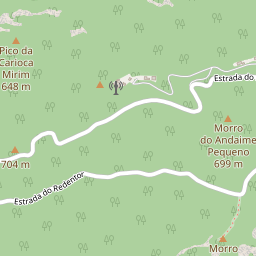 Pico da
Carioca
Mirim
648 m
Estrada do
Morro
do Andaime
Pequeno
699 m
704 m
Estrada do Redentor
Morro